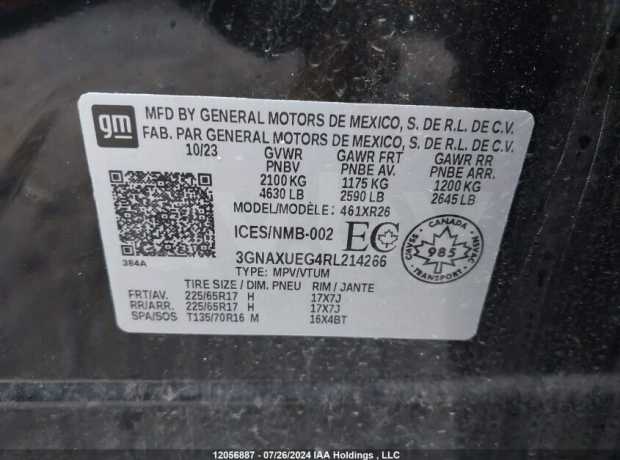 gm
MFD BY GENERAL MOTORS DE MEXICO, S. DE R.L. DE C.V.
FAB. PAR GENERAL MOTORS DE MEXICO, S. DE R.L. DE C.V.
10/23 GVWR GAWR FRT GAWR RR
PNBV PNBE AV. PNBE ARR.
2100 KG 1175 KG 1200 KG
4630 LB 2590 LB 2645 LB
MODEL/MODÈLE: 461XR26
ICES/NMB-002 EC
CANADA
985
TRANSPORT
CMVSS
NSVAC
3GNAXUEG4RL214266
384A
TYPE: MPV/VTUM
TIRE SIZE / DIM. PNEU RIM / JANTE
FRT/AV. 225/65R17 H 17X7J
RR/ARR. 225/65R17 H 17X7J
SPA/SOS T135/70R16 M 16X4BT
12056887 - 07/26/2024 IAA Holdings , LLC